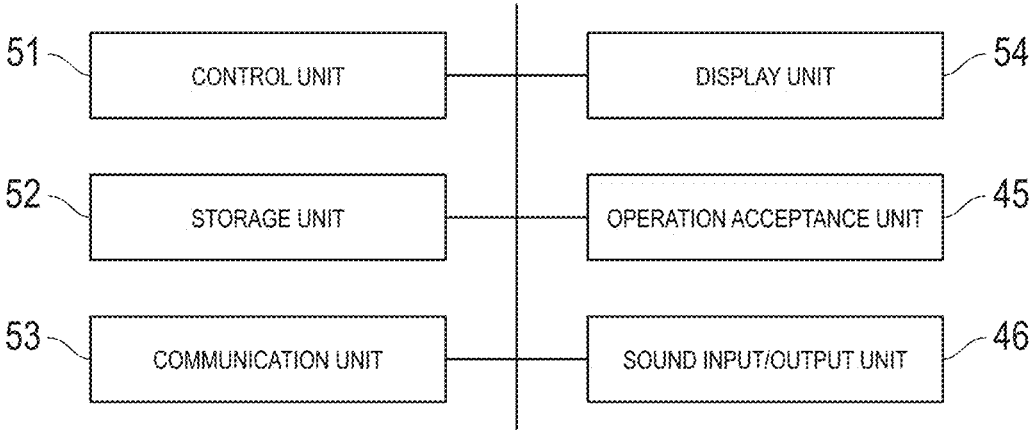 51 CONTROL UNIT DISPLAY UNIT 54
52 STORAGE UNIT OPERATION ACCEPTANCE UNIT 45
53 COMMUNICATION UNIT SOUND INPUT/OUTPUT UNIT 46